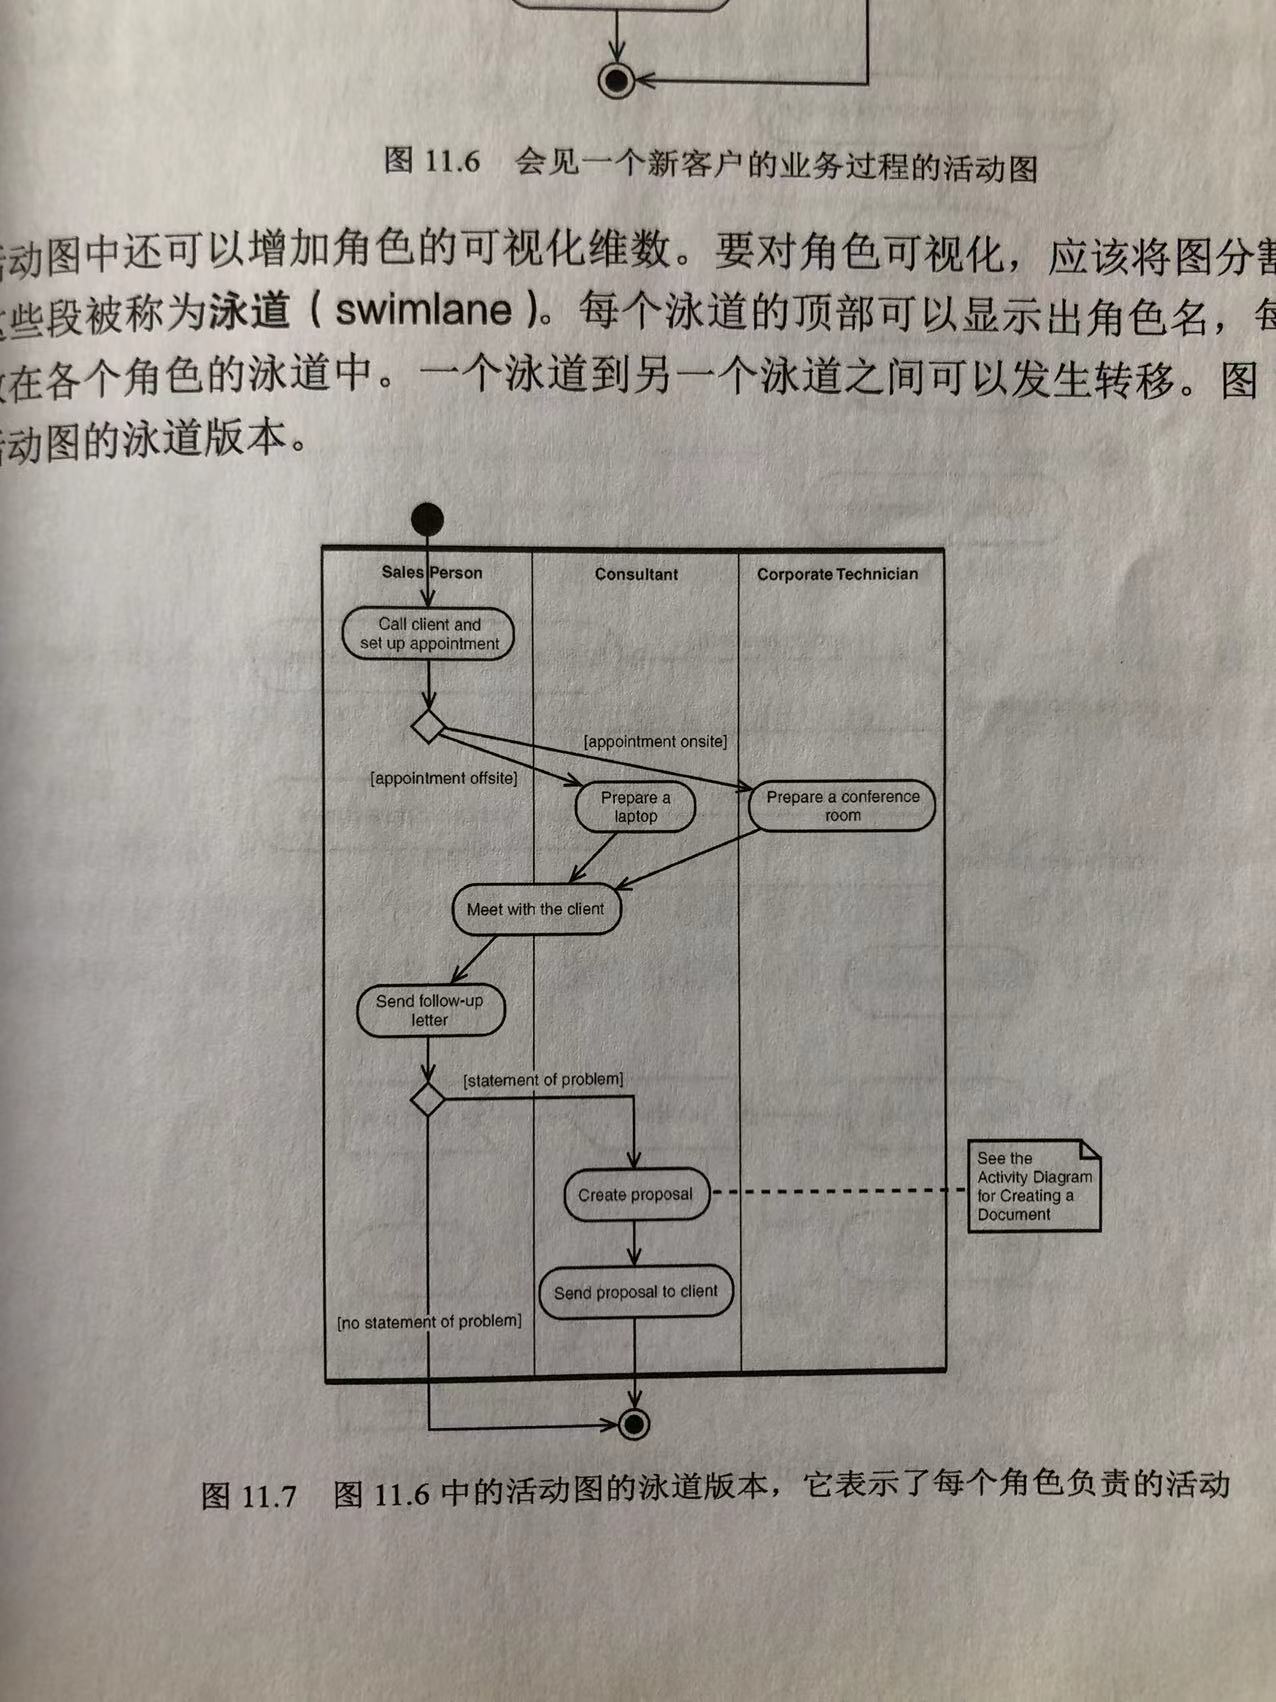 图 11.6 会见一个新客户的业务过程的活动图
动图中还可以增加角色的可视化维数。要对角色可视化，应该将图分割
些段被称为泳道（swimlane）。每个泳道的顶部可以显示出角色名，每
在各个角色的泳道中。一个泳道到另一个泳道之间可以发生转移。图
动图的泳道版本。
Sales Person
Consultant
Corporate Technician
Call client and
set up appointment
[appointment onsite]
[appointment offsite]
Prepare a
laptop
Prepare a conference
room
Meet with the client
Send follow-up
letter
[statement of problem]
Create proposal
See the
Activity Diagram
for Creating a
Document
Send proposal to client
[no statement of problem]
图 11.7 图 11.6 中的活动图的泳道版本，它表示了每个角色负责的活动